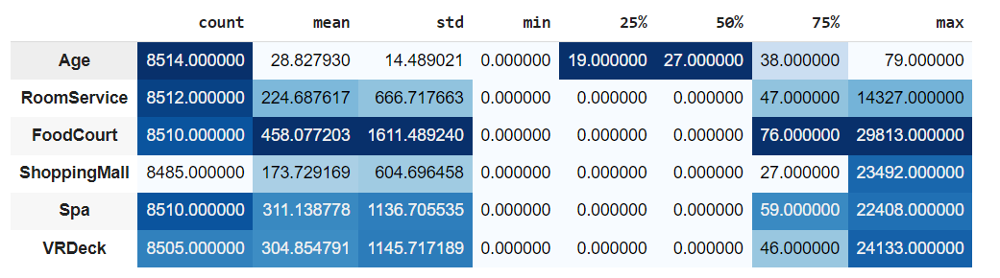 count mean std min 25% 50% 75% max
Age 8514.000000 28.827930 14.489021 0.000000 19.000000 27.000000 38.000000 79.000000
RoomService 8512.000000 224.687617 666.717663 0.000000 0.000000 0.000000 47.000000 14327.000000
FoodCourt 8510.000000 458.077203 1611.489240 0.000000 0.000000 0.000000 76.000000 29813.000000
ShoppingMall 8485.000000 173.729169 604.696458 0.000000 0.000000 0.000000 27.000000 23492.000000
Spa 8510.000000 311.138778 1136.705535 0.000000 0.000000 0.000000 59.000000 22408.000000
VRDeck 8505.000000 304.854791 1145.717189 0.000000 0.000000 0.000000 46.000000 24133.000000